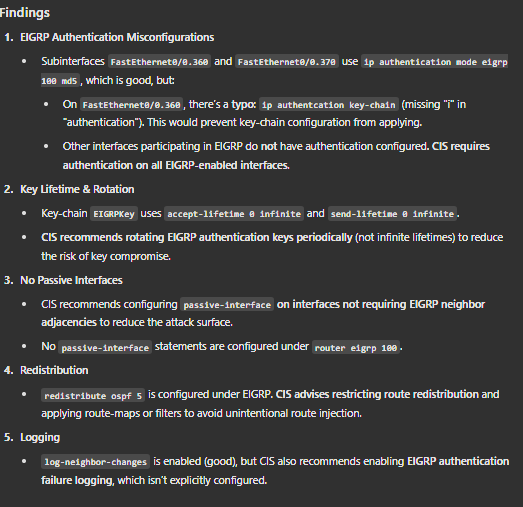 Findings
1. EIGRP Authentication Misconfigurations
• Subinterfaces FastEthernet0/0.360 and FastEthernet0/0.370 use ip authentication mode eigrp
100 md5, which is good, but:
• On FastEthernet0/0.360, there's a typo: ip authentcation key-chain (missing "i" in
"authentication"). This would prevent key-chain configuration from applying.
• Other interfaces participating in EIGRP do not have authentication configured. CIS requires
authentication on all EIGRP-enabled interfaces.
2. Key Lifetime & Rotation
• Key-chain EIGRPKey uses accept-lifetime 0 infinite and send-lifetime 0 infinite.
• CIS recommends rotating EIGRP authentication keys periodically (not infinite lifetimes) to reduce
the risk of key compromise.
3. No Passive Interfaces
• CIS recommends configuring passive-interface on interfaces not requiring EIGRP neighbor
adjacencies to reduce the attack surface.
• No passive-interface statements are configured under router eigrp 100.
4. Redistribution
• redistribute ospf 5 is configured under EIGRP. CIS advises restricting route redistribution and
applying route-maps or filters to avoid unintentional route injection.
5. Logging
• log-neighbor-changes is enabled (good), but CIS also recommends enabling EIGRP authentication
failure logging, which isn't explicitly configured.